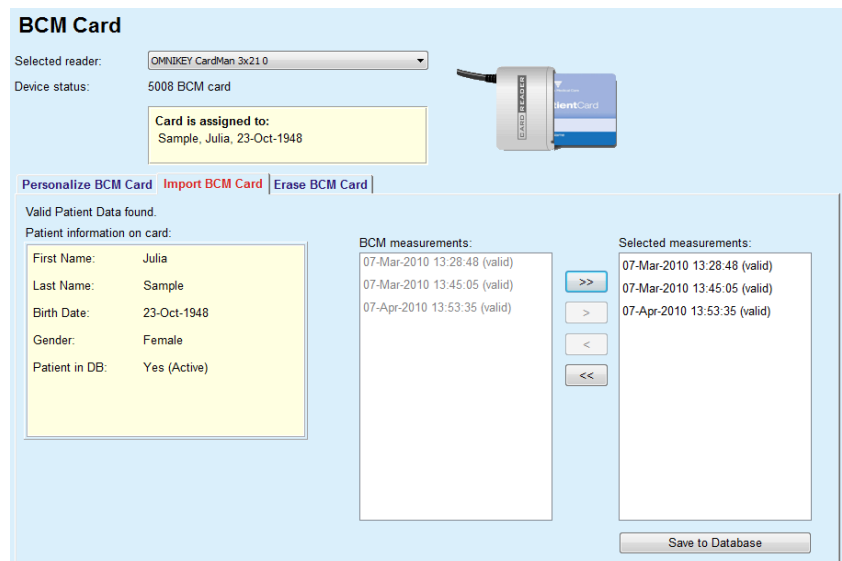 BCM Card
Selected reader: OMNIKEY CardMan 3x21 0
Device status: 5008 BCM card
Card is assigned to:
Sample, Julia, 23-Oct-1948
CARD READER
ientCard
Personalize BCM Card Import BCM Card Erase BCM Card
Valid Patient Data found.
Patient information on card:
First Name: Julia
Last Name: Sample
Birth Date: 23-Oct-1948
Gender: Female
Patient in DB: Yes (Active)
BCM measurements:
07-Mar-2010 13:28:48 (valid)
07-Mar-2010 13:45:05 (valid)
07-Apr-2010 13:53:35 (valid)
>>
>
<
<<
Selected measurements:
07-Mar-2010 13:28:48 (valid)
07-Mar-2010 13:45:05 (valid)
07-Apr-2010 13:53:35 (valid)
Save to Database